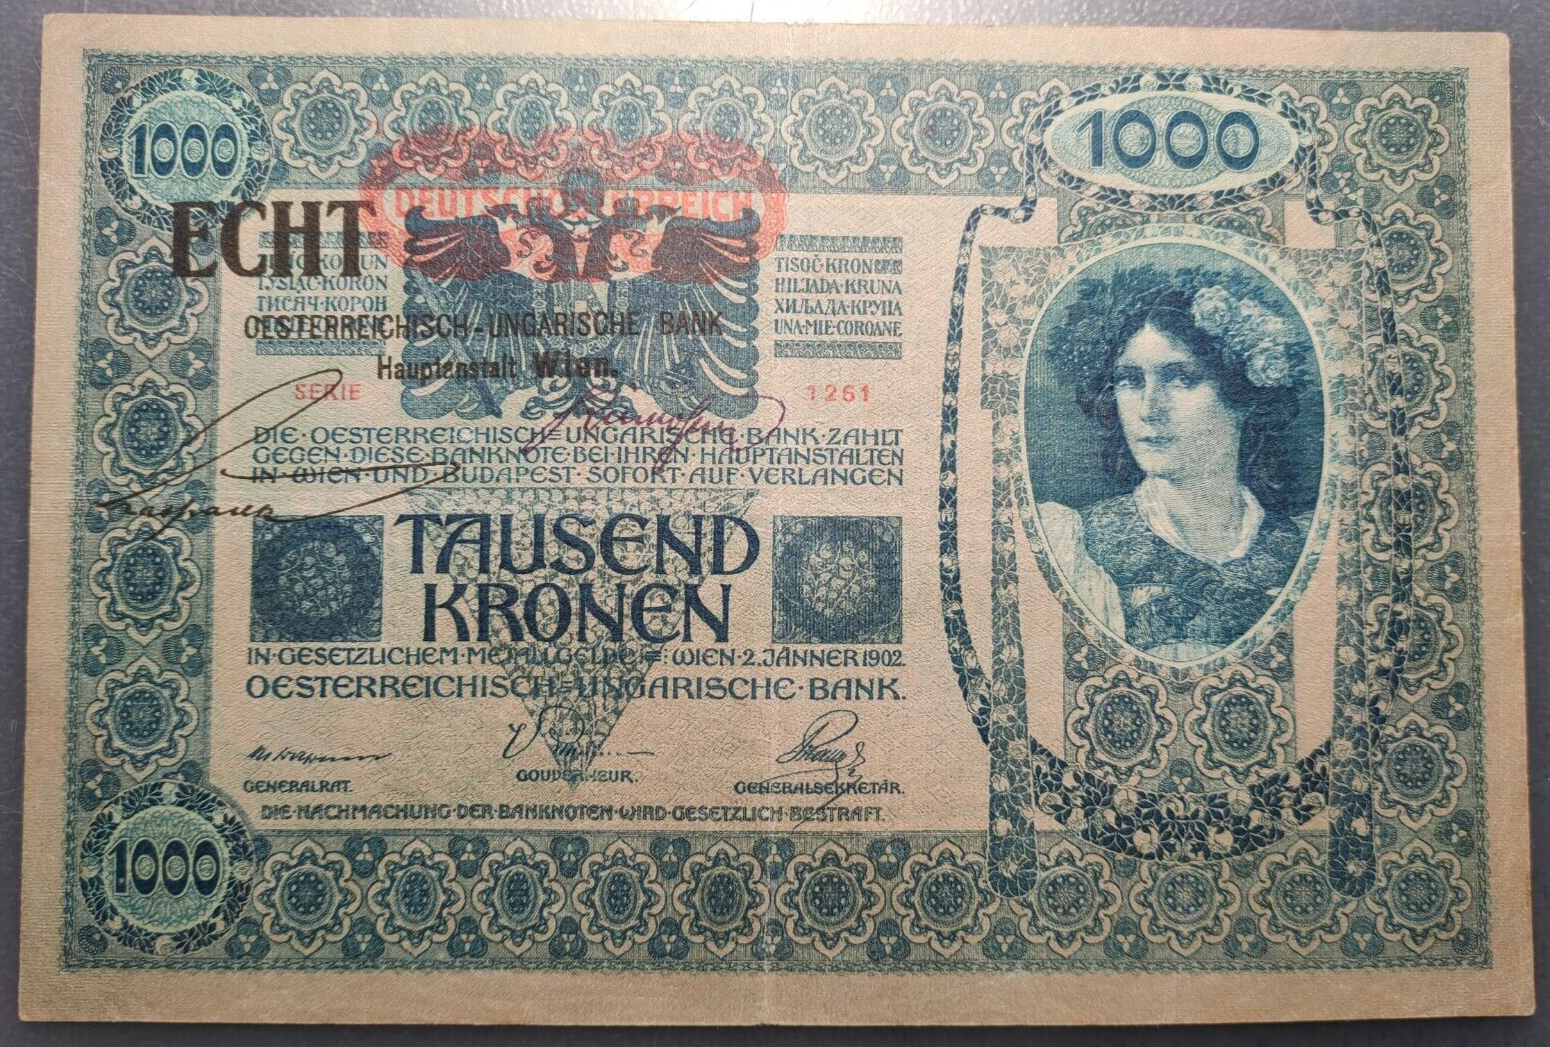 1000
1000
DEUTSCHÖSTERREICH
ECHT
TYSIĄC·KORON
ТИСЯЧ·КОРОН
TISOČ·KRON
HILJADA·KRUNA
ХИЉАДА·КРУНА
UNA·MIE·COROANE
OESTERREICHISCH-UNGARISCHE BANK
Hauptanstalt Wien.
SERIE 1261
DIE·OESTERREICHISCH=UNGARISCHE·BANK·ZAHLT
GEGEN·DIESE·BANKNOTE·BEI·IHREN·HAUPTANSTALTEN
IN·WIEN·UND·BUDAPEST·SOFORT·AUF·VERLANGEN
TAUSEND
KRONEN
IN·GESETZLICHEM·METALLGELDE=:WIEN·2.JÄNNER 1902.
OESTERREICHISCH=UNGARISCHE·BANK.
GENERALRAT.
GOUVERNEUR.
GENERALSEKRETÄR.
DIE·NACHMACHUNG·DER·BANKNOTEN·WIRD·GESETZLICH·BESTRAFT.
1000